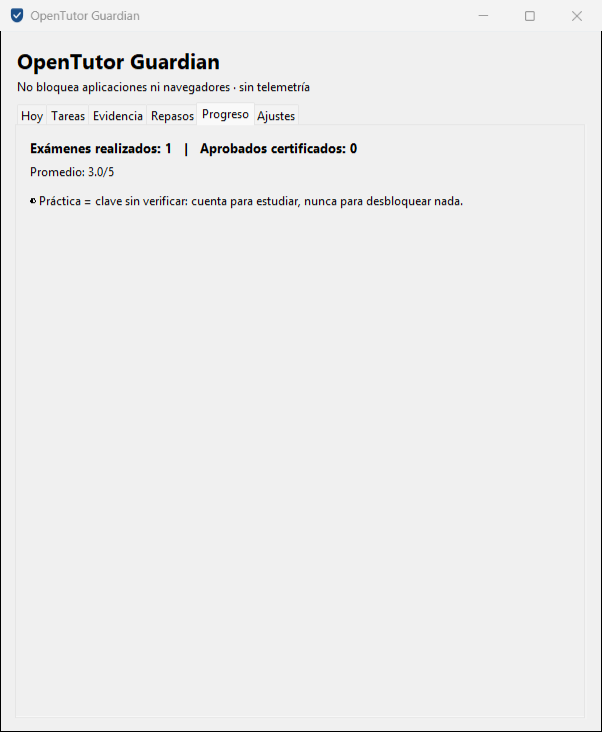 OpenTutor Guardian
OpenTutor Guardian
No bloquea aplicaciones ni navegadores · sin telemetría
Hoy Tareas Evidencia Repasos Progreso Ajustes
Exámenes realizados: 1 | Aprobados certificados: 0
Promedio: 3.0/5
Práctica = clave sin verificar: cuenta para estudiar, nunca para desbloquear nada.